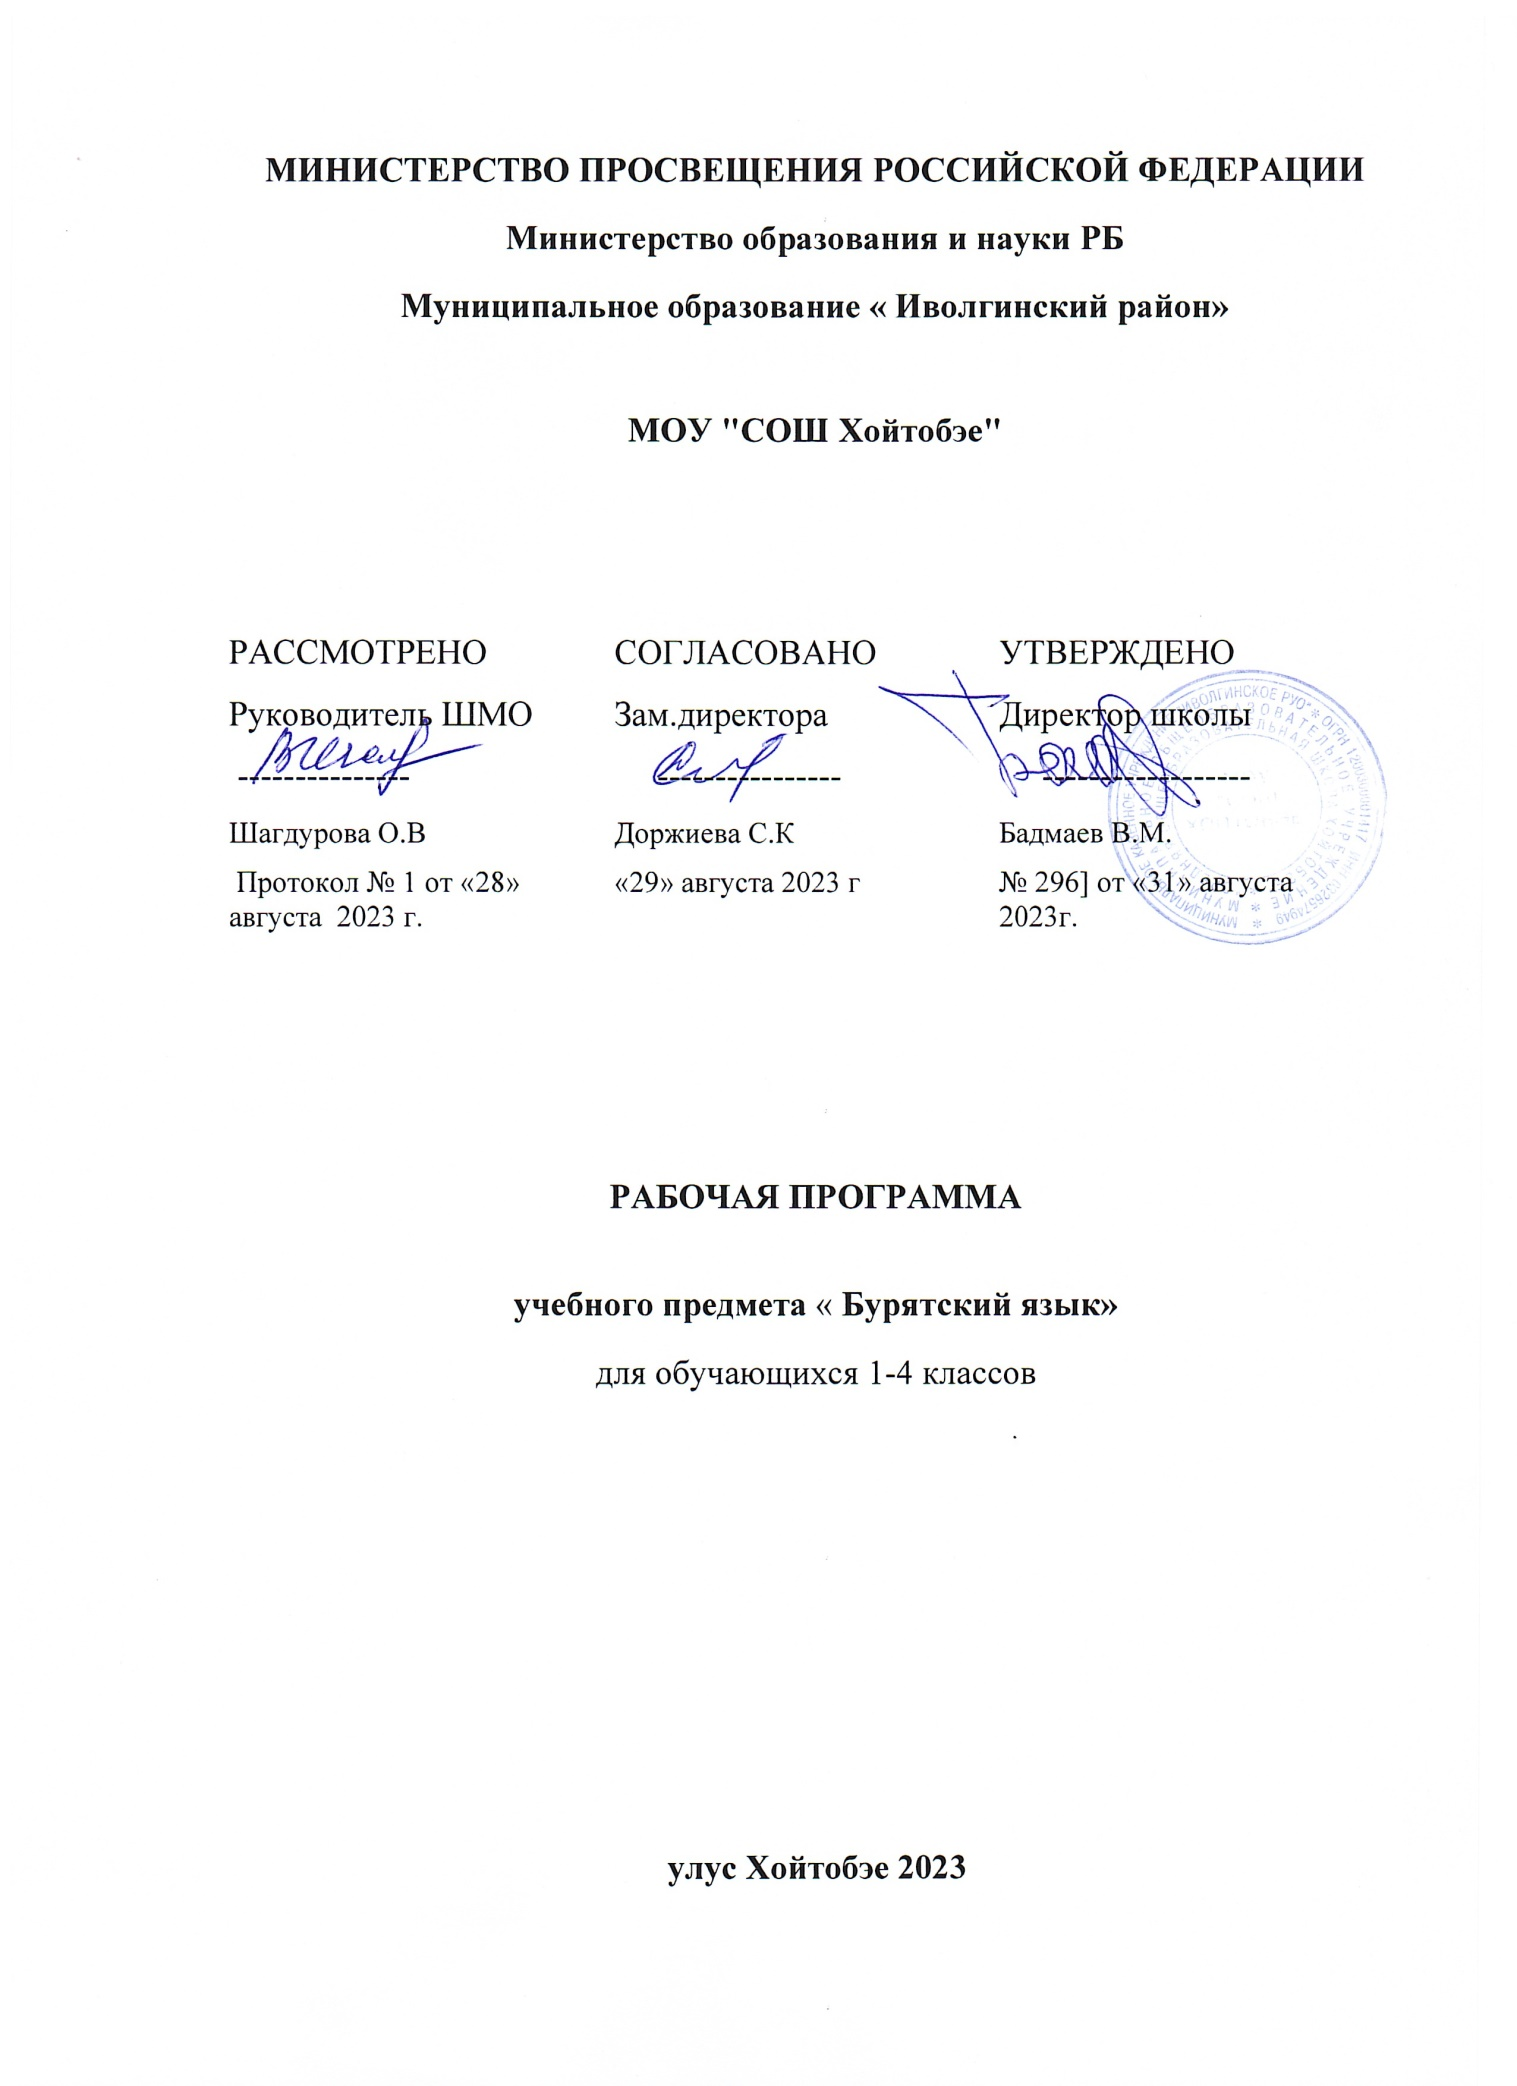 МИНИСТЕРСТВО ПРОСВЕЩЕНИЯ РОССИЙСКОЙ ФЕДЕРАЦИИ
Министерство образования и науки РБ
Муниципальное образование « Иволгинский район»
МОУ "СОШ Хойтобэе"
РАССМОТРЕНО
Руководитель ШМО
-----------------
Шагдурова О.В
Протокол № 1 от «28»
августа 2023 г.
СОГЛАСОВАНО
Зам.директора
------------------
Доржиева С.К
«29» августа 2023 г
УТВЕРЖДЕНО
Директор школы
--------------------
Бадмаев В.М.
№ 296] от «31» августа
2023г.
РАБОЧАЯ ПРОГРАММА
учебного предмета « Бурятский язык»
для обучающихся 1-4 классов
улус Хойтобэе 2023